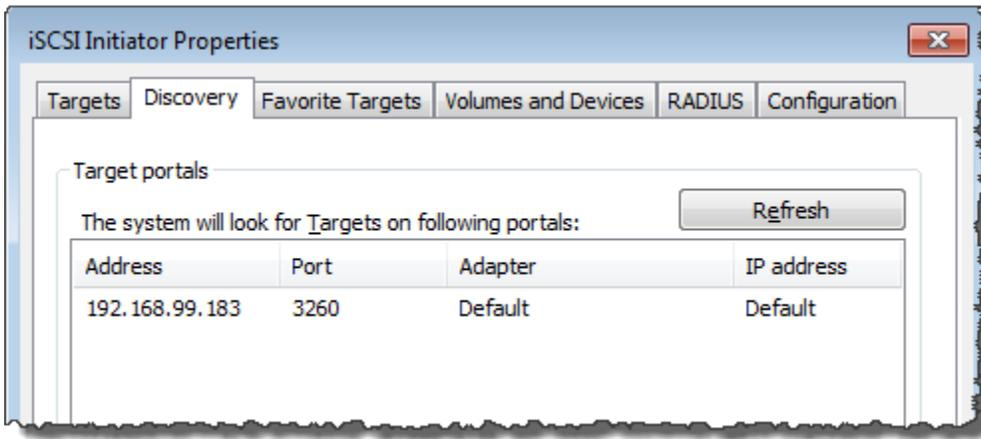 iSCSI Initiator Properties
Targets Discovery Favorite Targets Volumes and Devices RADIUS Configuration
Target portals
Refresh
The system will look for Targets on following portals:
Address Port Adapter IP address
192.168.99.183 3260 Default Default